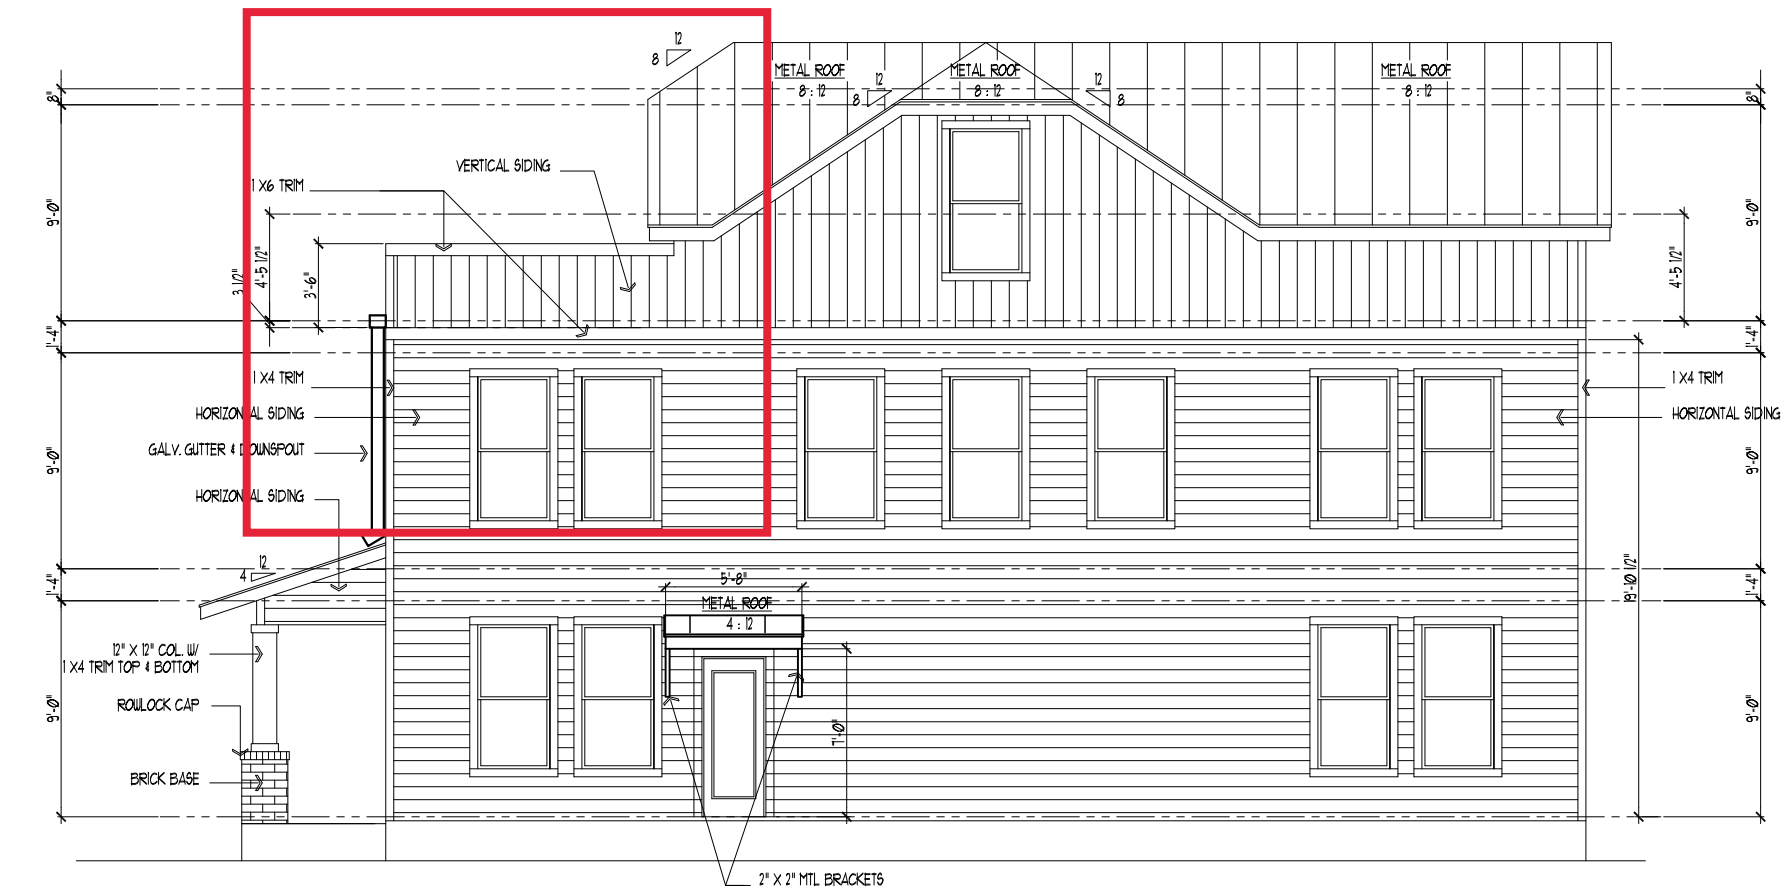 12
8
METAL ROOF
8 : 12
12
8
METAL ROOF
8 : 12
12
8
METAL ROOF
8 : 12
8"
8"
VERTICAL SIDING
1 X6 TRIM
9'-0"
4'-5 1/2"
3 1/2"
3'-6"
9'-0"
4'-5 1/2"
1'-4"
1'-4"
1 X4 TRIM
1 X4 TRIM
HORIZONTAL SIDING
HORIZONTAL SIDING
GALV. GUTTER & DOWNSPOUT
9'-0"
9'-0"
HORIZONTAL SIDING
12
4
1'-4"
5'-8"
METAL ROOF
4 : 12
19'-10 1/2"
1'-4"
12" X 12" COL. W/
1 X4 TRIM TOP & BOTTOM
ROWLOCK CAP
9'-0"
7'-0"
9'-0"
BRICK BASE
2" X 2" MTL BRACKETS